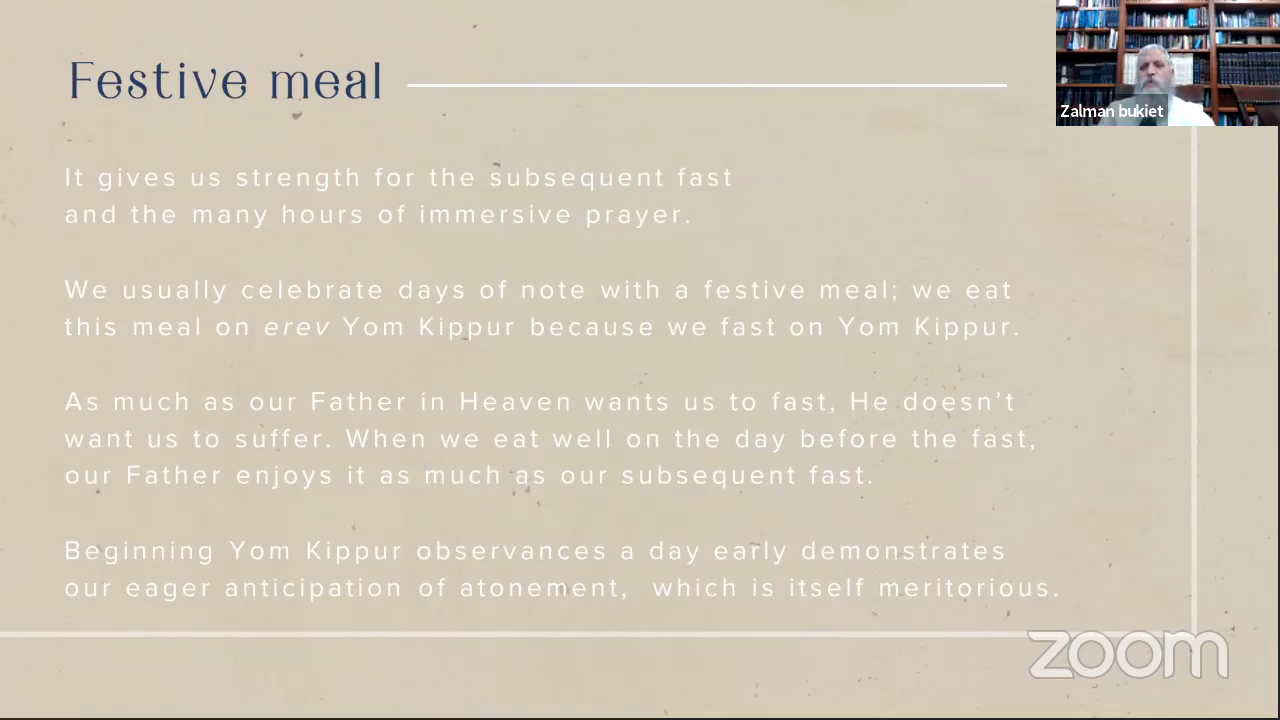 Festive meal
Zalman bukiet
It gives us strength for the subsequent fast
and the many hours of immersive prayer.
We usually celebrate days of note with a festive meal; we eat
this meal on erev Yom Kippur because we fast on Yom Kippur.
As much as our Father in Heaven wants us to fast, He doesn’t
want us to suffer. When we eat well on the day before the fast,
our Father enjoys it as much as our subsequent fast.
Beginning Yom Kippur observances a day early demonstrates
our eager anticipation of atonement,  which is itself meritorious.
zoom